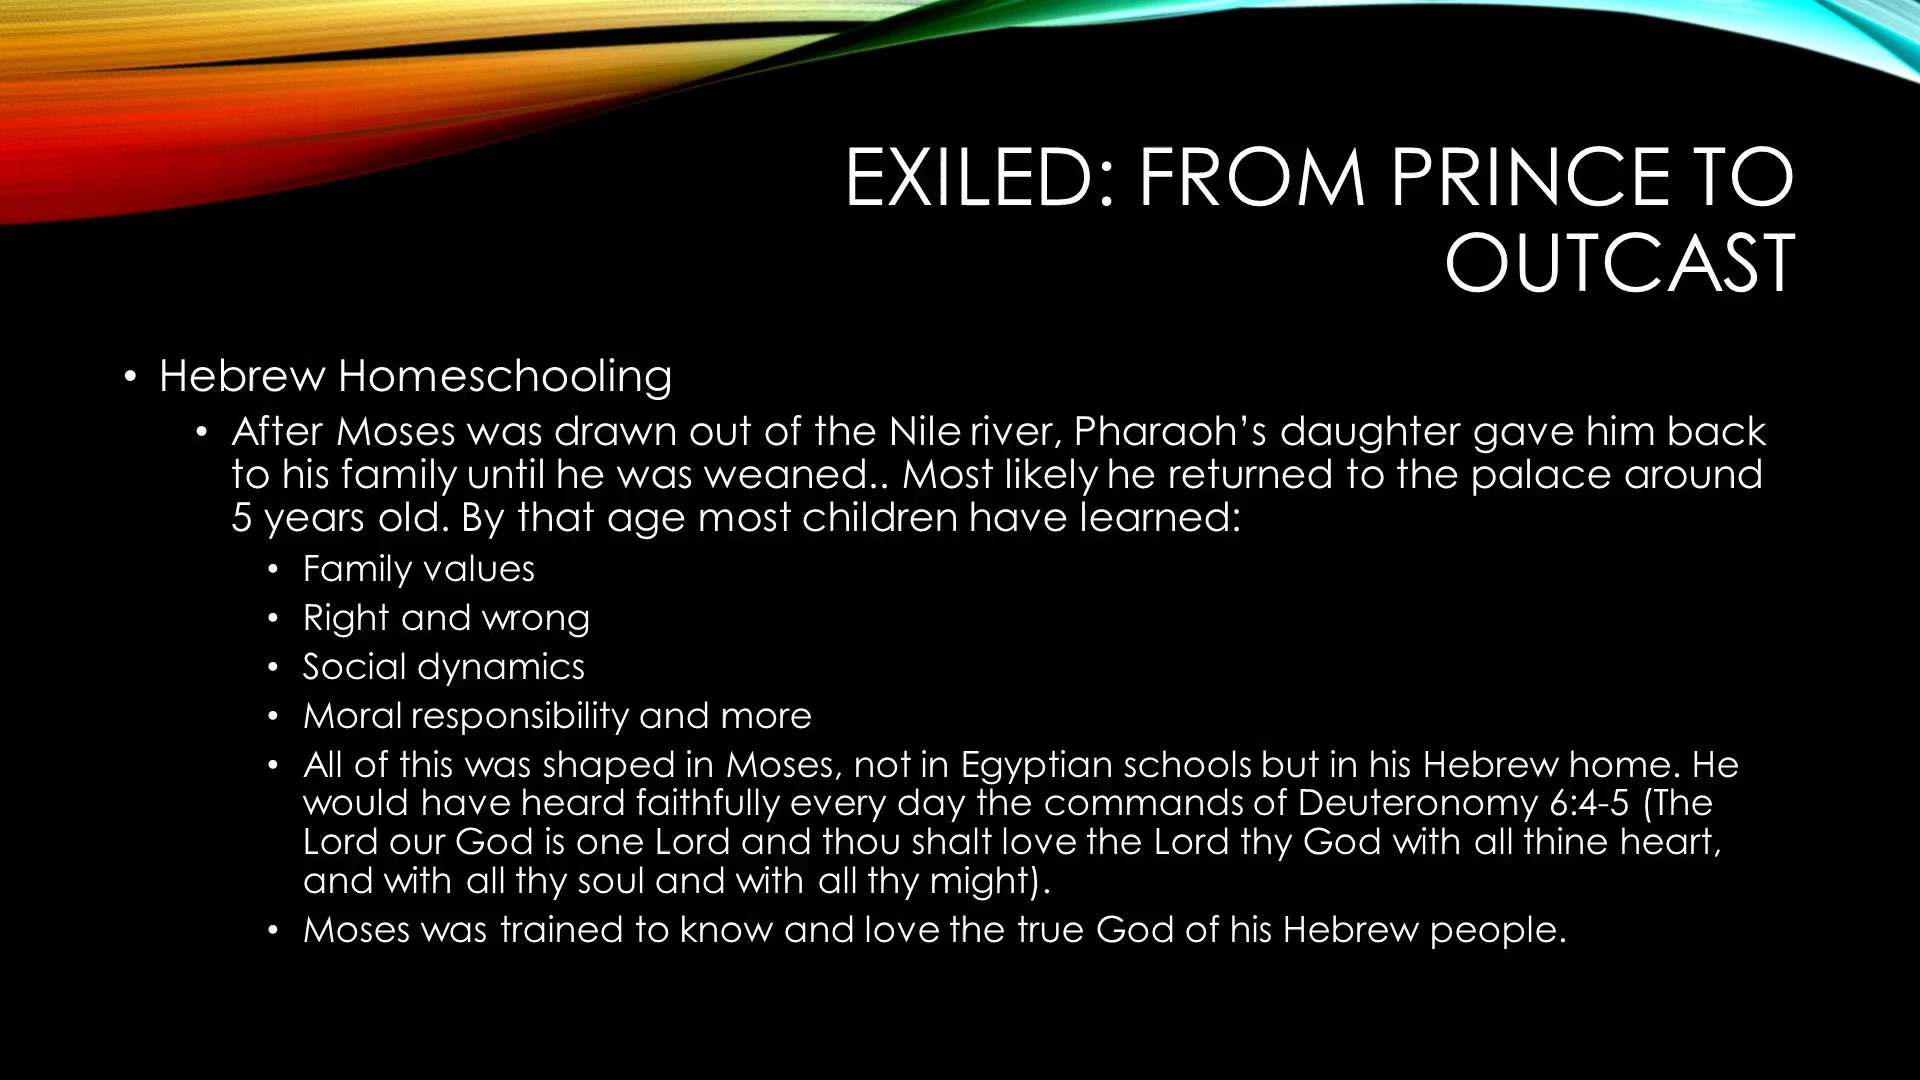 EXILED: FROM PRINCE TO
OUTCAST
• Hebrew Homeschooling
• After Moses was drawn out of the Nile river, Pharaoh’s daughter gave him back
to his family until he was weaned.. Most likely he returned to the palace around
5 years old. By that age most children have learned:
• Family values
• Right and wrong
• Social dynamics
• Moral responsibility and more
• All of this was shaped in Moses, not in Egyptian schools but in his Hebrew home. He
would have heard faithfully every day the commands of Deuteronomy 6:4-5 (The
Lord our God is one Lord and thou shalt love the Lord thy God with all thine heart,
and with all thy soul and with all thy might).
• Moses was trained to know and love the true God of his Hebrew people.